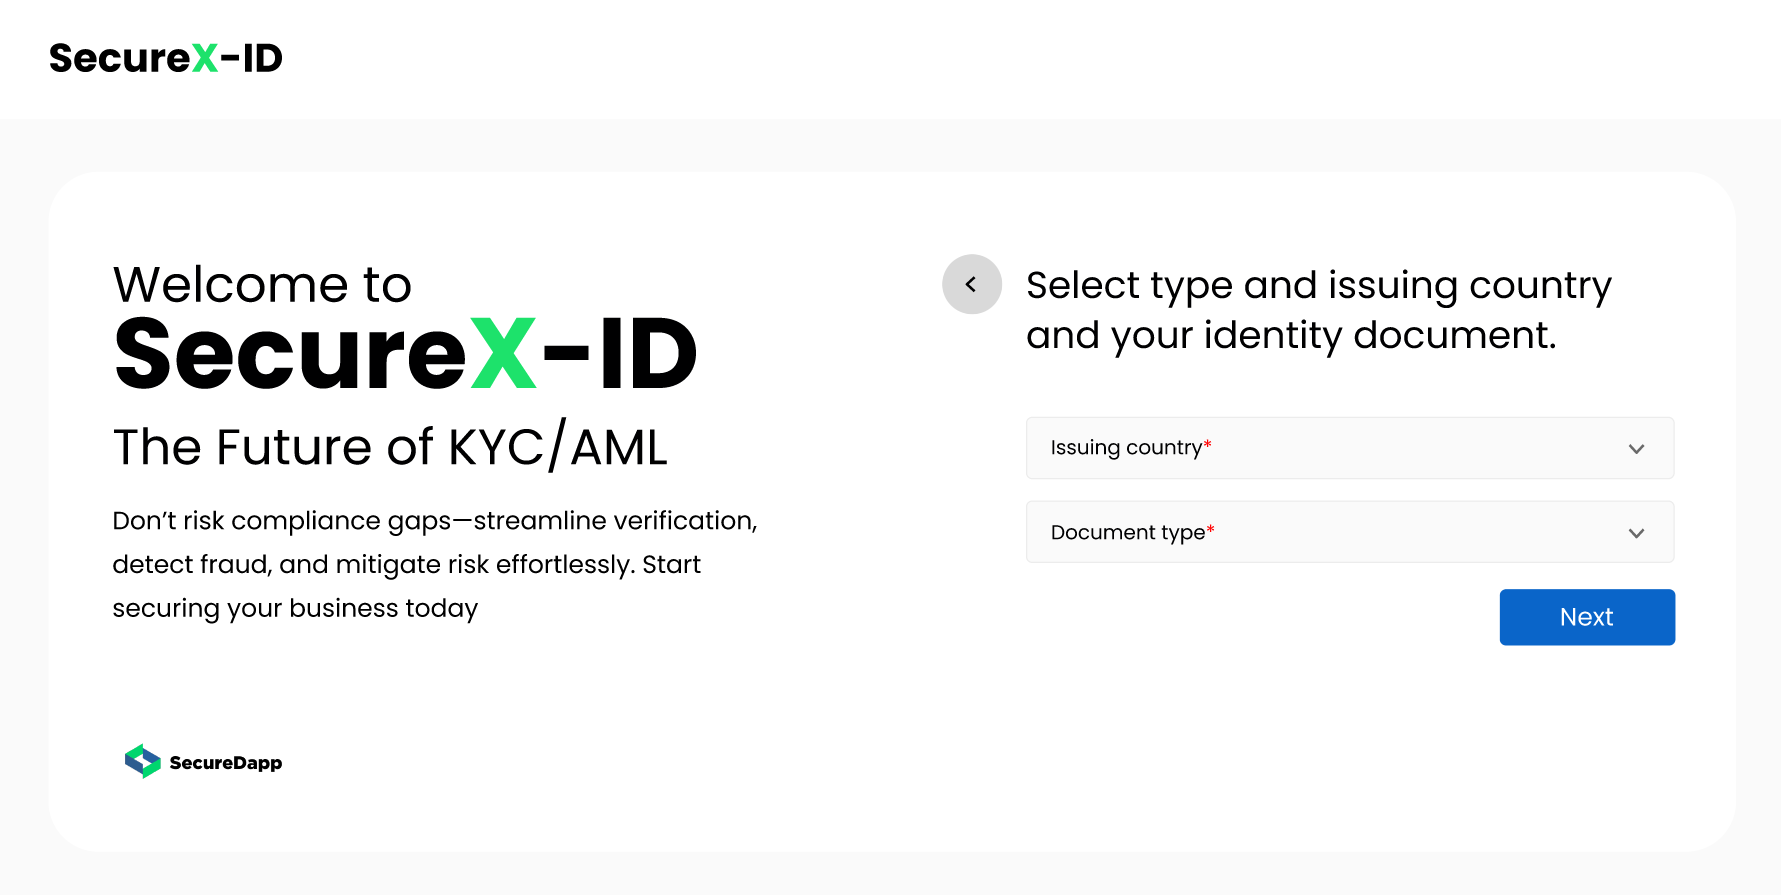 SecureX-ID
Welcome to
SecureX-ID
The Future of KYC/AML
Don’t risk compliance gaps—streamline verification,
detect fraud, and mitigate risk effortlessly. Start
securing your business today
SecureDapp
Select type and issuing country
and your identity document.
Issuing country*
Document type*
Next